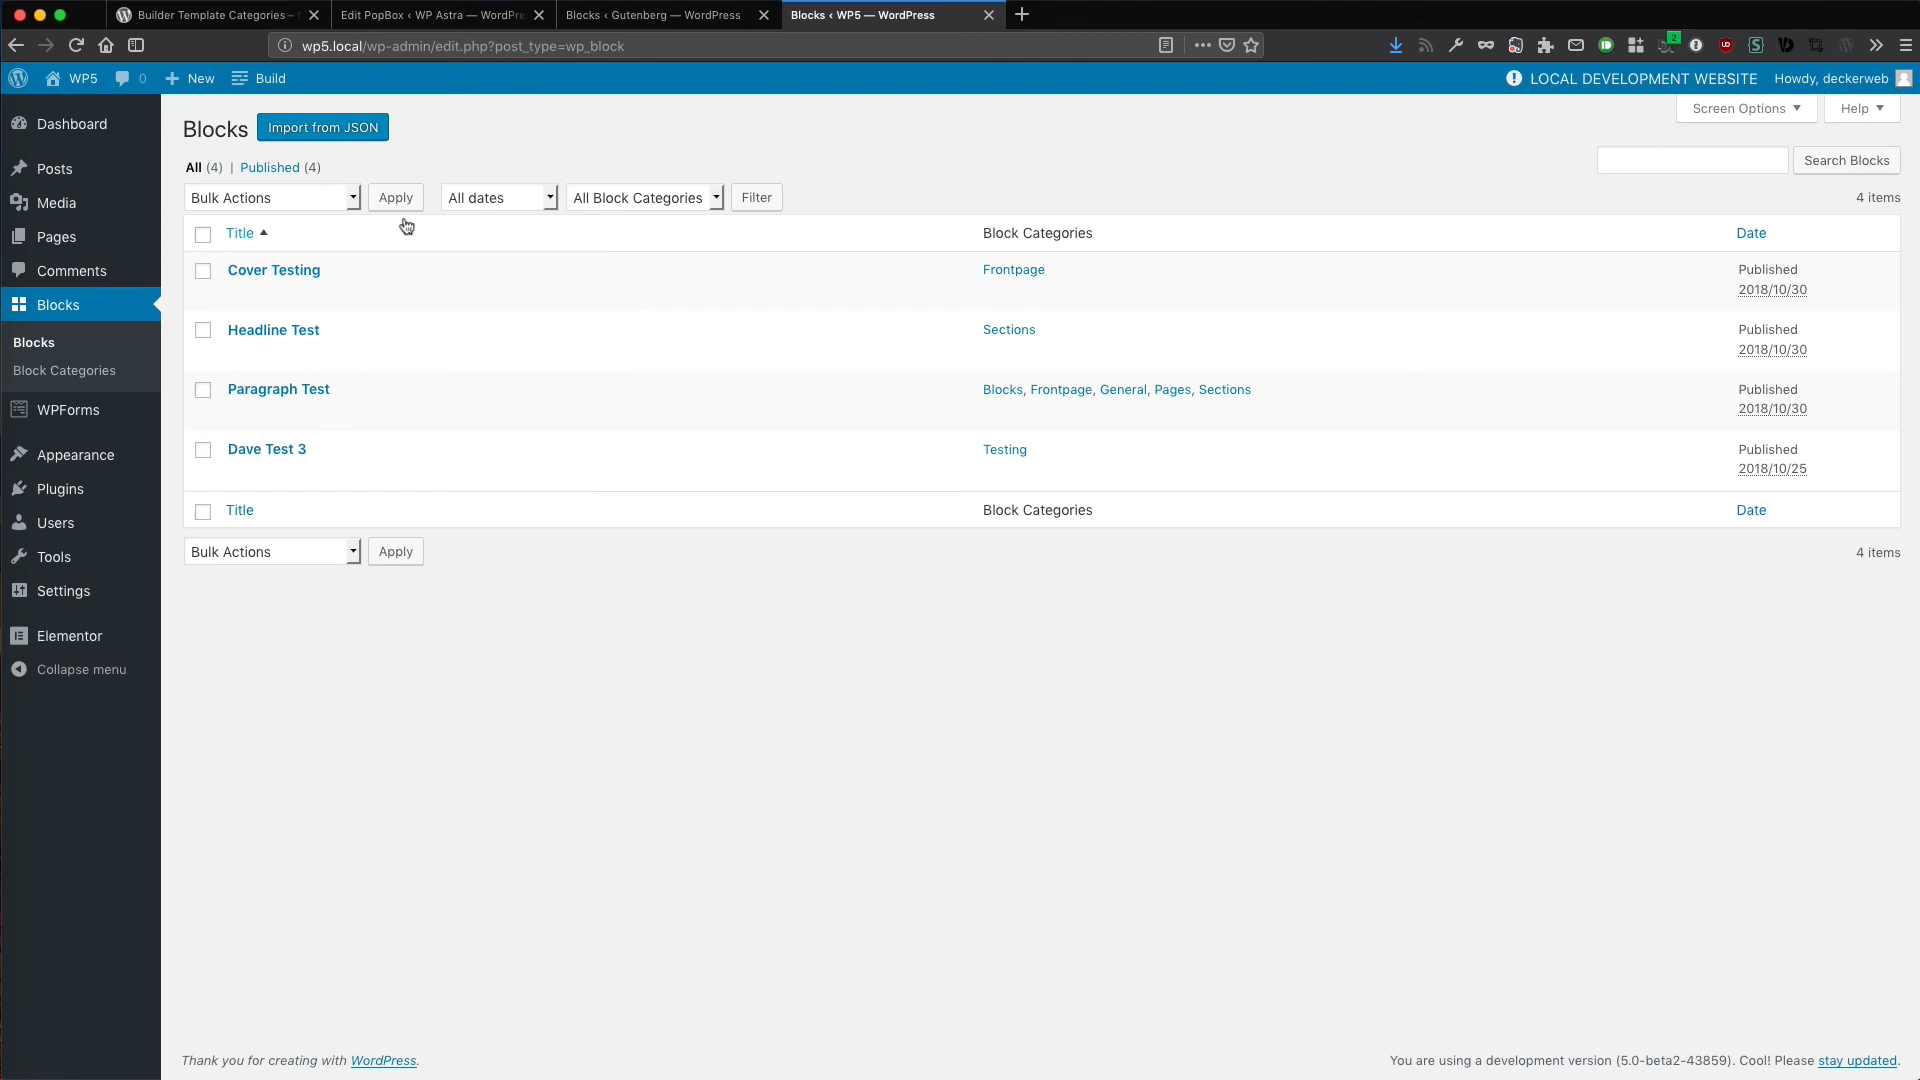 Builder Template Categories –
Edit PopBox ‹ WP Astra — WordPre
Blocks ‹ Gutenberg — WordPress
Blocks ‹ WP5 — WordPress
wp5.local/wp-admin/edit.php?post_type=wp_block
2
WP5
0
New
Build
LOCAL DEVELOPMENT WEBSITE
Howdy, deckerweb
Dashboard
Posts
Media
Pages
Comments
Blocks
Blocks
Block Categories
WPForms
Appearance
Plugins
Users
Tools
Settings
Elementor
Collapse menu
Screen Options
Help
Blocks
Import from JSON
All (4) | Published (4)
Search Blocks
Bulk Actions
Apply
All dates
All Block Categories
Filter
4 items
Title
Block Categories
Date
Cover Testing
Frontpage
Published
2018/10/30
Headline Test
Sections
Published
2018/10/30
Paragraph Test
Blocks, Frontpage, General, Pages, Sections
Published
2018/10/30
Dave Test 3
Testing
Published
2018/10/25
Title
Block Categories
Date
Bulk Actions
Apply
4 items
Thank you for creating with WordPress.
You are using a development version (5.0-beta2-43859). Cool! Please stay updated.